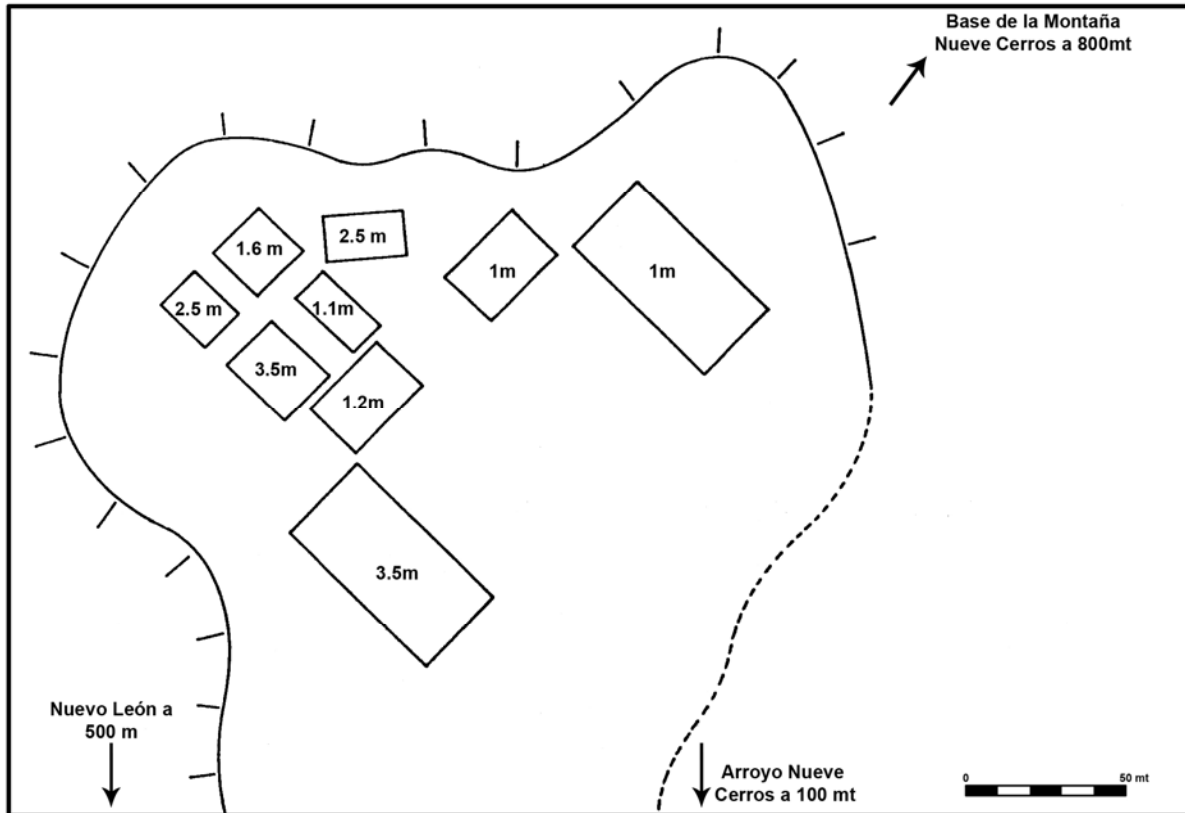 Base de la Montaña
Nueve Cerros a 800mt
1.6 m
2.5 m
1m
1m
2.5 m
1.1m
3.5m
1.2m
3.5m
Nuevo León a
500 m
Arroyo Nueve
Cerros a 100 mt
0
50 mt